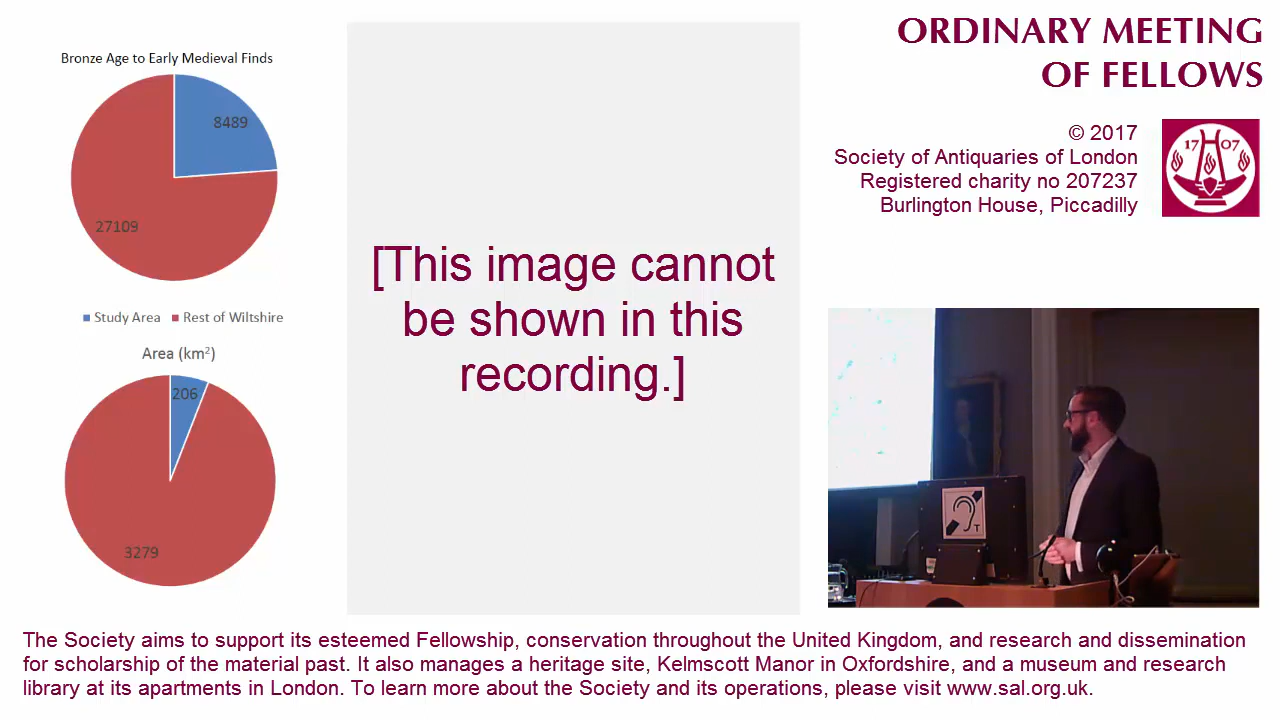 Bronze Age to Early Medieval Finds
8489
27109
Study Area
Rest of Wiltshire
Area (km²)
206
3279
[This image cannot
be shown in this
recording.]
ORDINARY MEETING
OF FELLOWS
© 2017
Society of Antiquaries of London
Registered charity no 207237
Burlington House, Piccadilly
17 07
T
The Society aims to support its esteemed Fellowship, conservation throughout the United Kingdom, and research and dissemination
for scholarship of the material past. It also manages a heritage site, Kelmscott Manor in Oxfordshire, and a museum and research
library at its apartments in London. To learn more about the Society and its operations, please visit www.sal.org.uk.